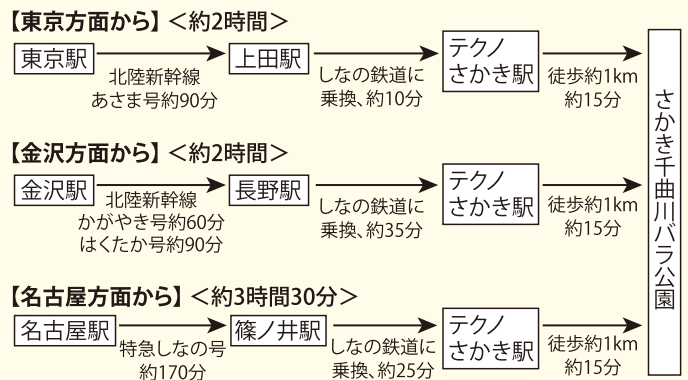 【東京方面から】＜約2時間＞
東京駅
北陸新幹線
あさま号約90分
上田駅
しなの鉄道に
乗換、約10分
テクノ
さかき駅
徒歩約1km
約15分
【金沢方面から】＜約2時間＞
金沢駅
北陸新幹線
かがやき号約60分
はくたか号約90分
長野駅
しなの鉄道に
乗換、約35分
テクノ
さかき駅
徒歩約1km
約15分
【名古屋方面から】＜約3時間30分＞
名古屋駅
特急しなの号
約170分
篠ノ井駅
しなの鉄道に
乗換、約25分
テクノ
さかき駅
徒歩約1km
約15分
さかき千曲川バラ公園